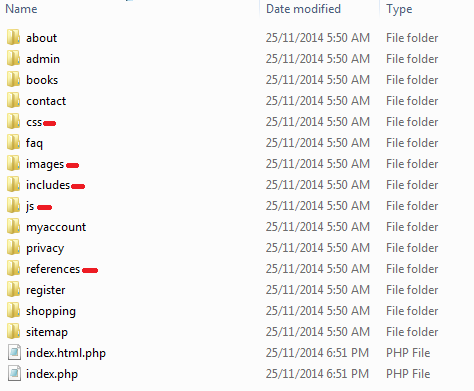 Name Date modified Type
about 25/11/2014 5:50 AM File folder
admin 25/11/2014 5:50 AM File folder
books 25/11/2014 5:50 AM File folder
contact 25/11/2014 5:50 AM File folder
css 25/11/2014 5:50 AM File folder
faq 25/11/2014 5:50 AM File folder
images 25/11/2014 5:50 AM File folder
includes 25/11/2014 5:50 AM File folder
js 25/11/2014 5:50 AM File folder
myaccount 25/11/2014 5:50 AM File folder
privacy 25/11/2014 5:50 AM File folder
references 25/11/2014 5:50 AM File folder
register 25/11/2014 5:50 AM File folder
shopping 25/11/2014 5:50 AM File folder
sitemap 25/11/2014 5:50 AM File folder
index.html.php 25/11/2014 6:51 PM PHP File
index.php 25/11/2014 6:51 PM PHP File